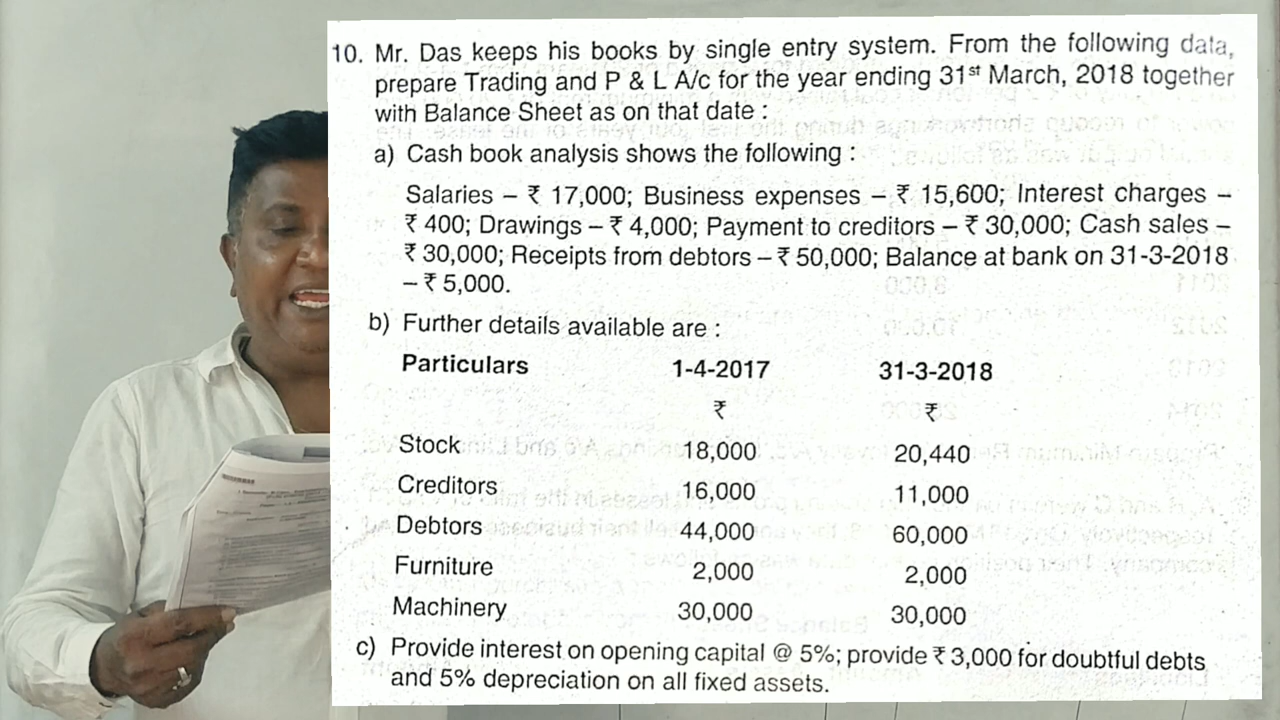 10. Mr. Das keeps his books by single entry system. From the following data,
prepare Trading and P & L A/c for the year ending 31st March, 2018 together
with Balance Sheet as on that date :
a) Cash book analysis shows the following :
Salaries – ₹ 17,000; Business expenses – ₹ 15,600; Interest charges –
₹ 400; Drawings – ₹ 4,000; Payment to creditors – ₹ 30,000; Cash sales –
₹ 30,000; Receipts from debtors – ₹ 50,000; Balance at bank on 31-3-2018
– ₹ 5,000.
b) Further details available are :
Particulars 1-4-2017 31-3-2018
₹ ₹
Stock 18,000 20,440
Creditors 16,000 11,000
Debtors 44,000 60,000
Furniture 2,000 2,000
Machinery 30,000 30,000
c) Provide interest on opening capital @ 5%; provide ₹ 3,000 for doubtful debts
and 5% depreciation on all fixed assets.